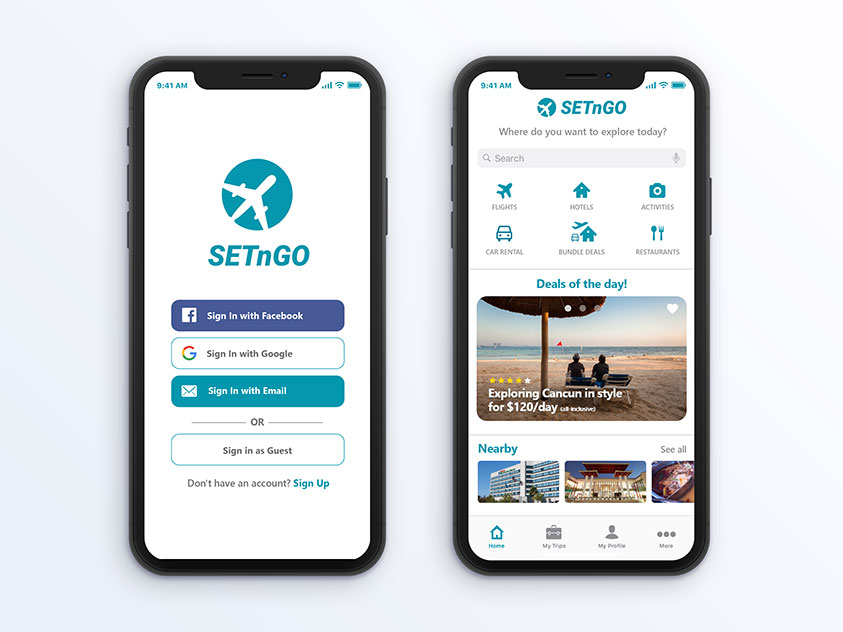 9:41 AM
SETnGO
Sign In with Facebook
Sign In with Google
Sign In with Email
OR
Sign in as Guest
Don't have an account? Sign Up
9:41 AM
SETnGO
Where do you want to explore today?
Search
FLIGHTS
HOTELS
ACTIVITIES
CAR RENTAL
BUNDLE DEALS
RESTAURANTS
Deals of the day!
Exploring Cancun in style
for $120/day (all-inclusive)
Nearby
See all
Home
My Trips
My Profile
More